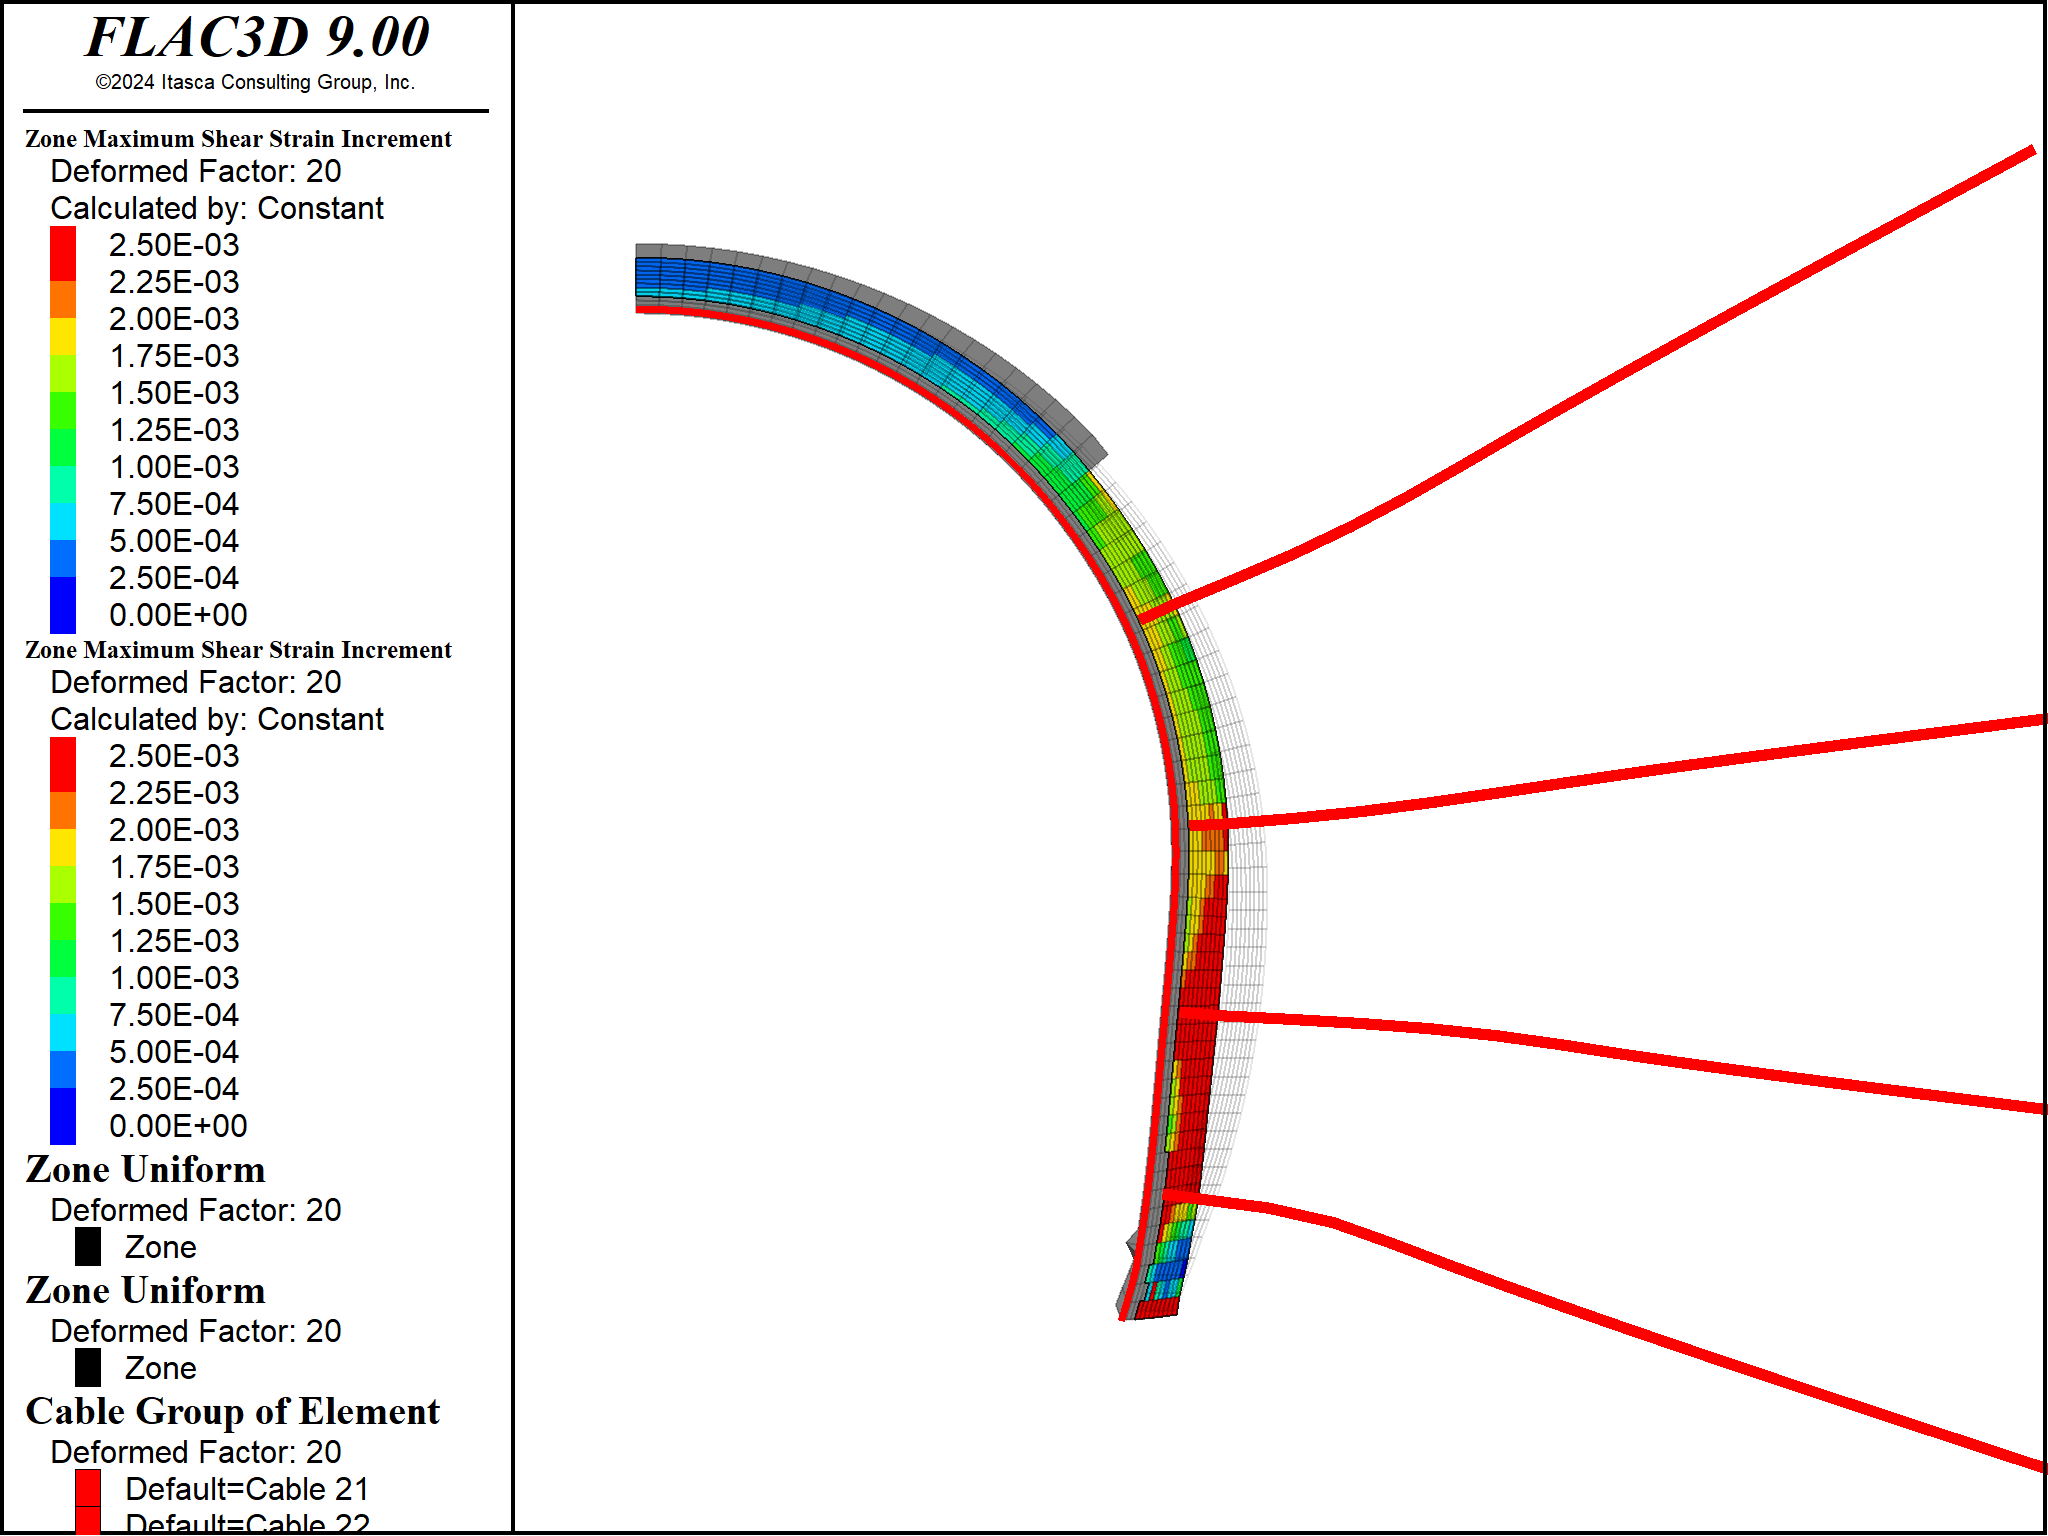 FLAC3D 9.00
©2024 Itasca Consulting Group, Inc.
Zone Maximum Shear Strain Increment
Deformed Factor: 20
Calculated by: Constant
2.50E-03
2.25E-03
2.00E-03
1.75E-03
1.50E-03
1.25E-03
1.00E-03
7.50E-04
5.00E-04
2.50E-04
0.00E+00
Zone Maximum Shear Strain Increment
Deformed Factor: 20
Calculated by: Constant
2.50E-03
2.25E-03
2.00E-03
1.75E-03
1.50E-03
1.25E-03
1.00E-03
7.50E-04
5.00E-04
2.50E-04
0.00E+00
Zone Uniform
Deformed Factor: 20
Zone
Zone Uniform
Deformed Factor: 20
Zone
Cable Group of Element
Deformed Factor: 20
Default=Cable 21
Default=Cable 22